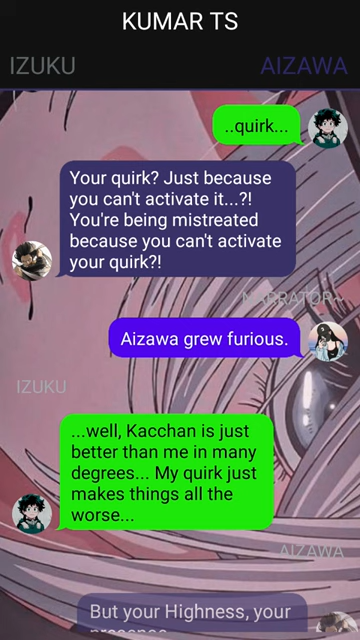 KUMAR TS
IZUKU
AIZAWA
..quirk...
Your quirk? Just because
you can't activate it...?!
You're being mistreated
because you can't activate
your quirk?!
NARRATOR~
Aizawa grew furious.
IZUKU
...well, Kacchan is just
better than me in many
degrees... My quirk just
makes things all the
worse...
AIZAWA
But your Highness, your
presence